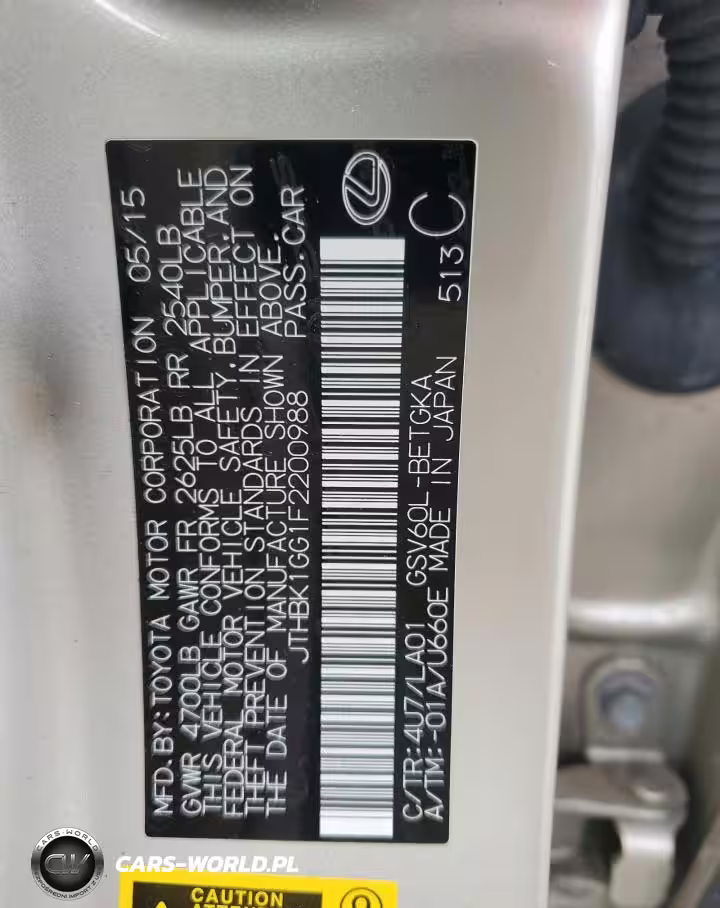 MFD. BY: TOYOTA MOTOR CORPORATION 05/15
GVWR 4700LB GAWR FR 2625LB RR 2540LB
THIS VEHICLE CONFORMS TO ALL APPLICABLE
FEDERAL MOTOR VEHICLE SAFETY, BUMPER, AND
THEFT PREVENTION STANDARDS IN EFFECT ON
THE DATE OF MANUFACTURE SHOWN ABOVE.
JTHBK1GG1F2200988 PASS. CAR
C/TR: 4U7/LA01 GSV60L-BETGKA 513 C
A/TM: -01A/U660E MADE IN JAPAN
CARS-WORLD
CW
CARS-WORLD.PL
CAUTION